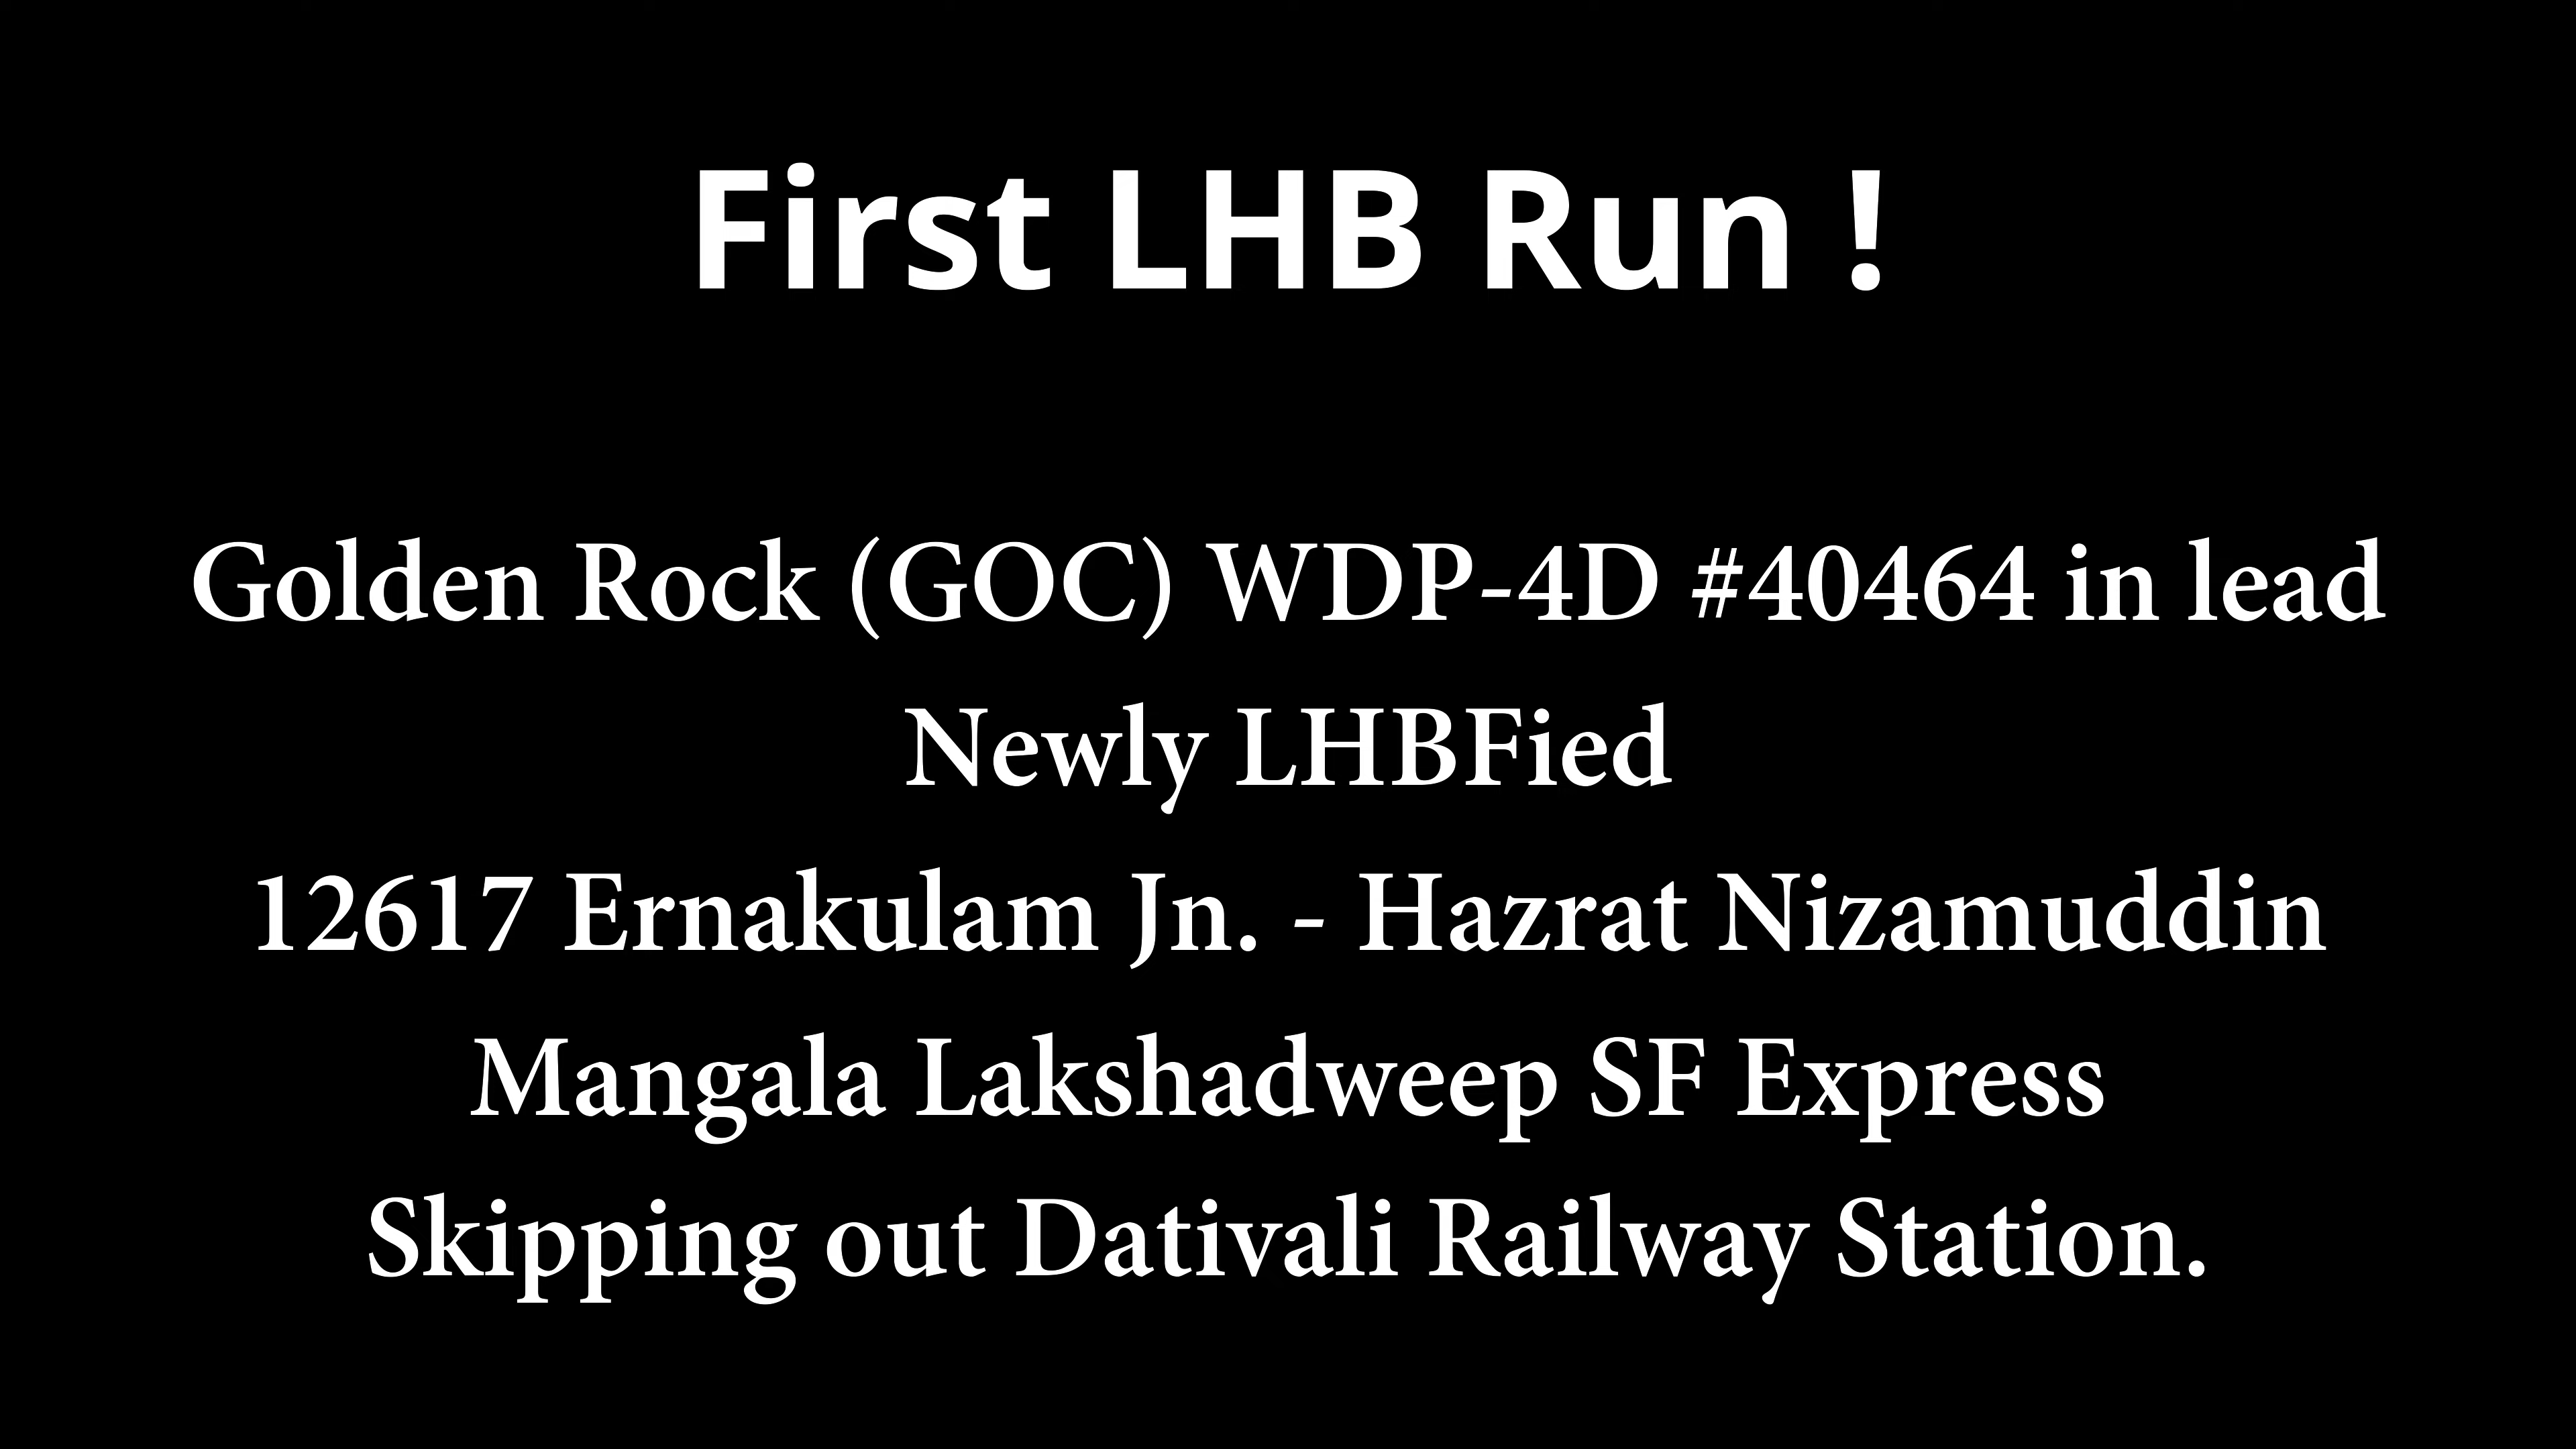 First LHB Run !
Golden Rock (GOC) WDP-4D #40464 in lead
Newly LHBFied
12617 Ernakulam Jn. - Hazrat Nizamuddin
Mangala Lakshadweep SF Express
Skipping out Dativali Railway Station.